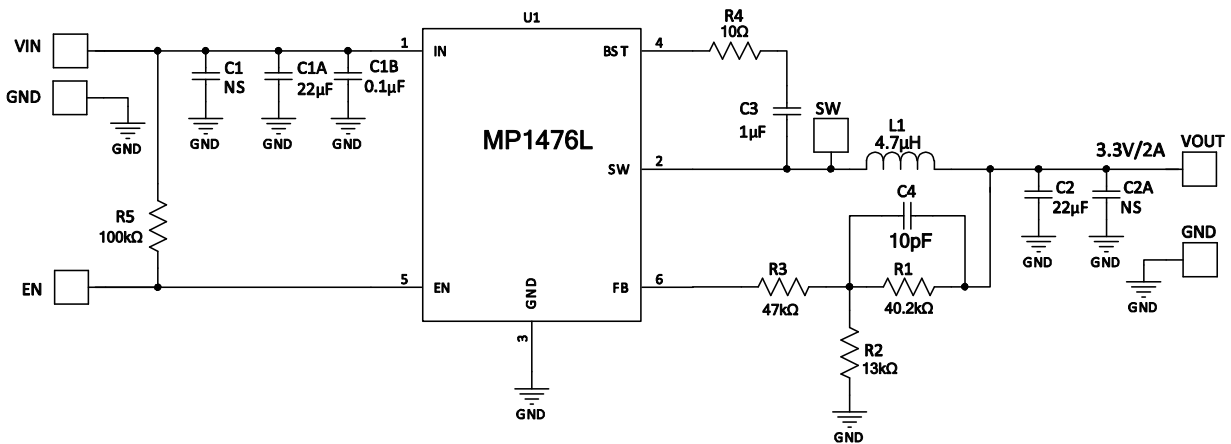 U1
VIN
1
IN
BST
4
R4
10Ω
C1
NS
C1A
22µF
C1B
0.1µF
GND
GND
GND
GND
GND
MP1476L
C3
1µF
SW
L1
4.7µH
SW
2
3.3V/2A
VOUT
C2
22µF
C2A
NS
C4
10pF
GND
GND
GND
R5
100kΩ
EN
5
EN
GND
FB
6
R3
47kΩ
R1
40.2kΩ
GND
3
R2
13kΩ
GND
GND